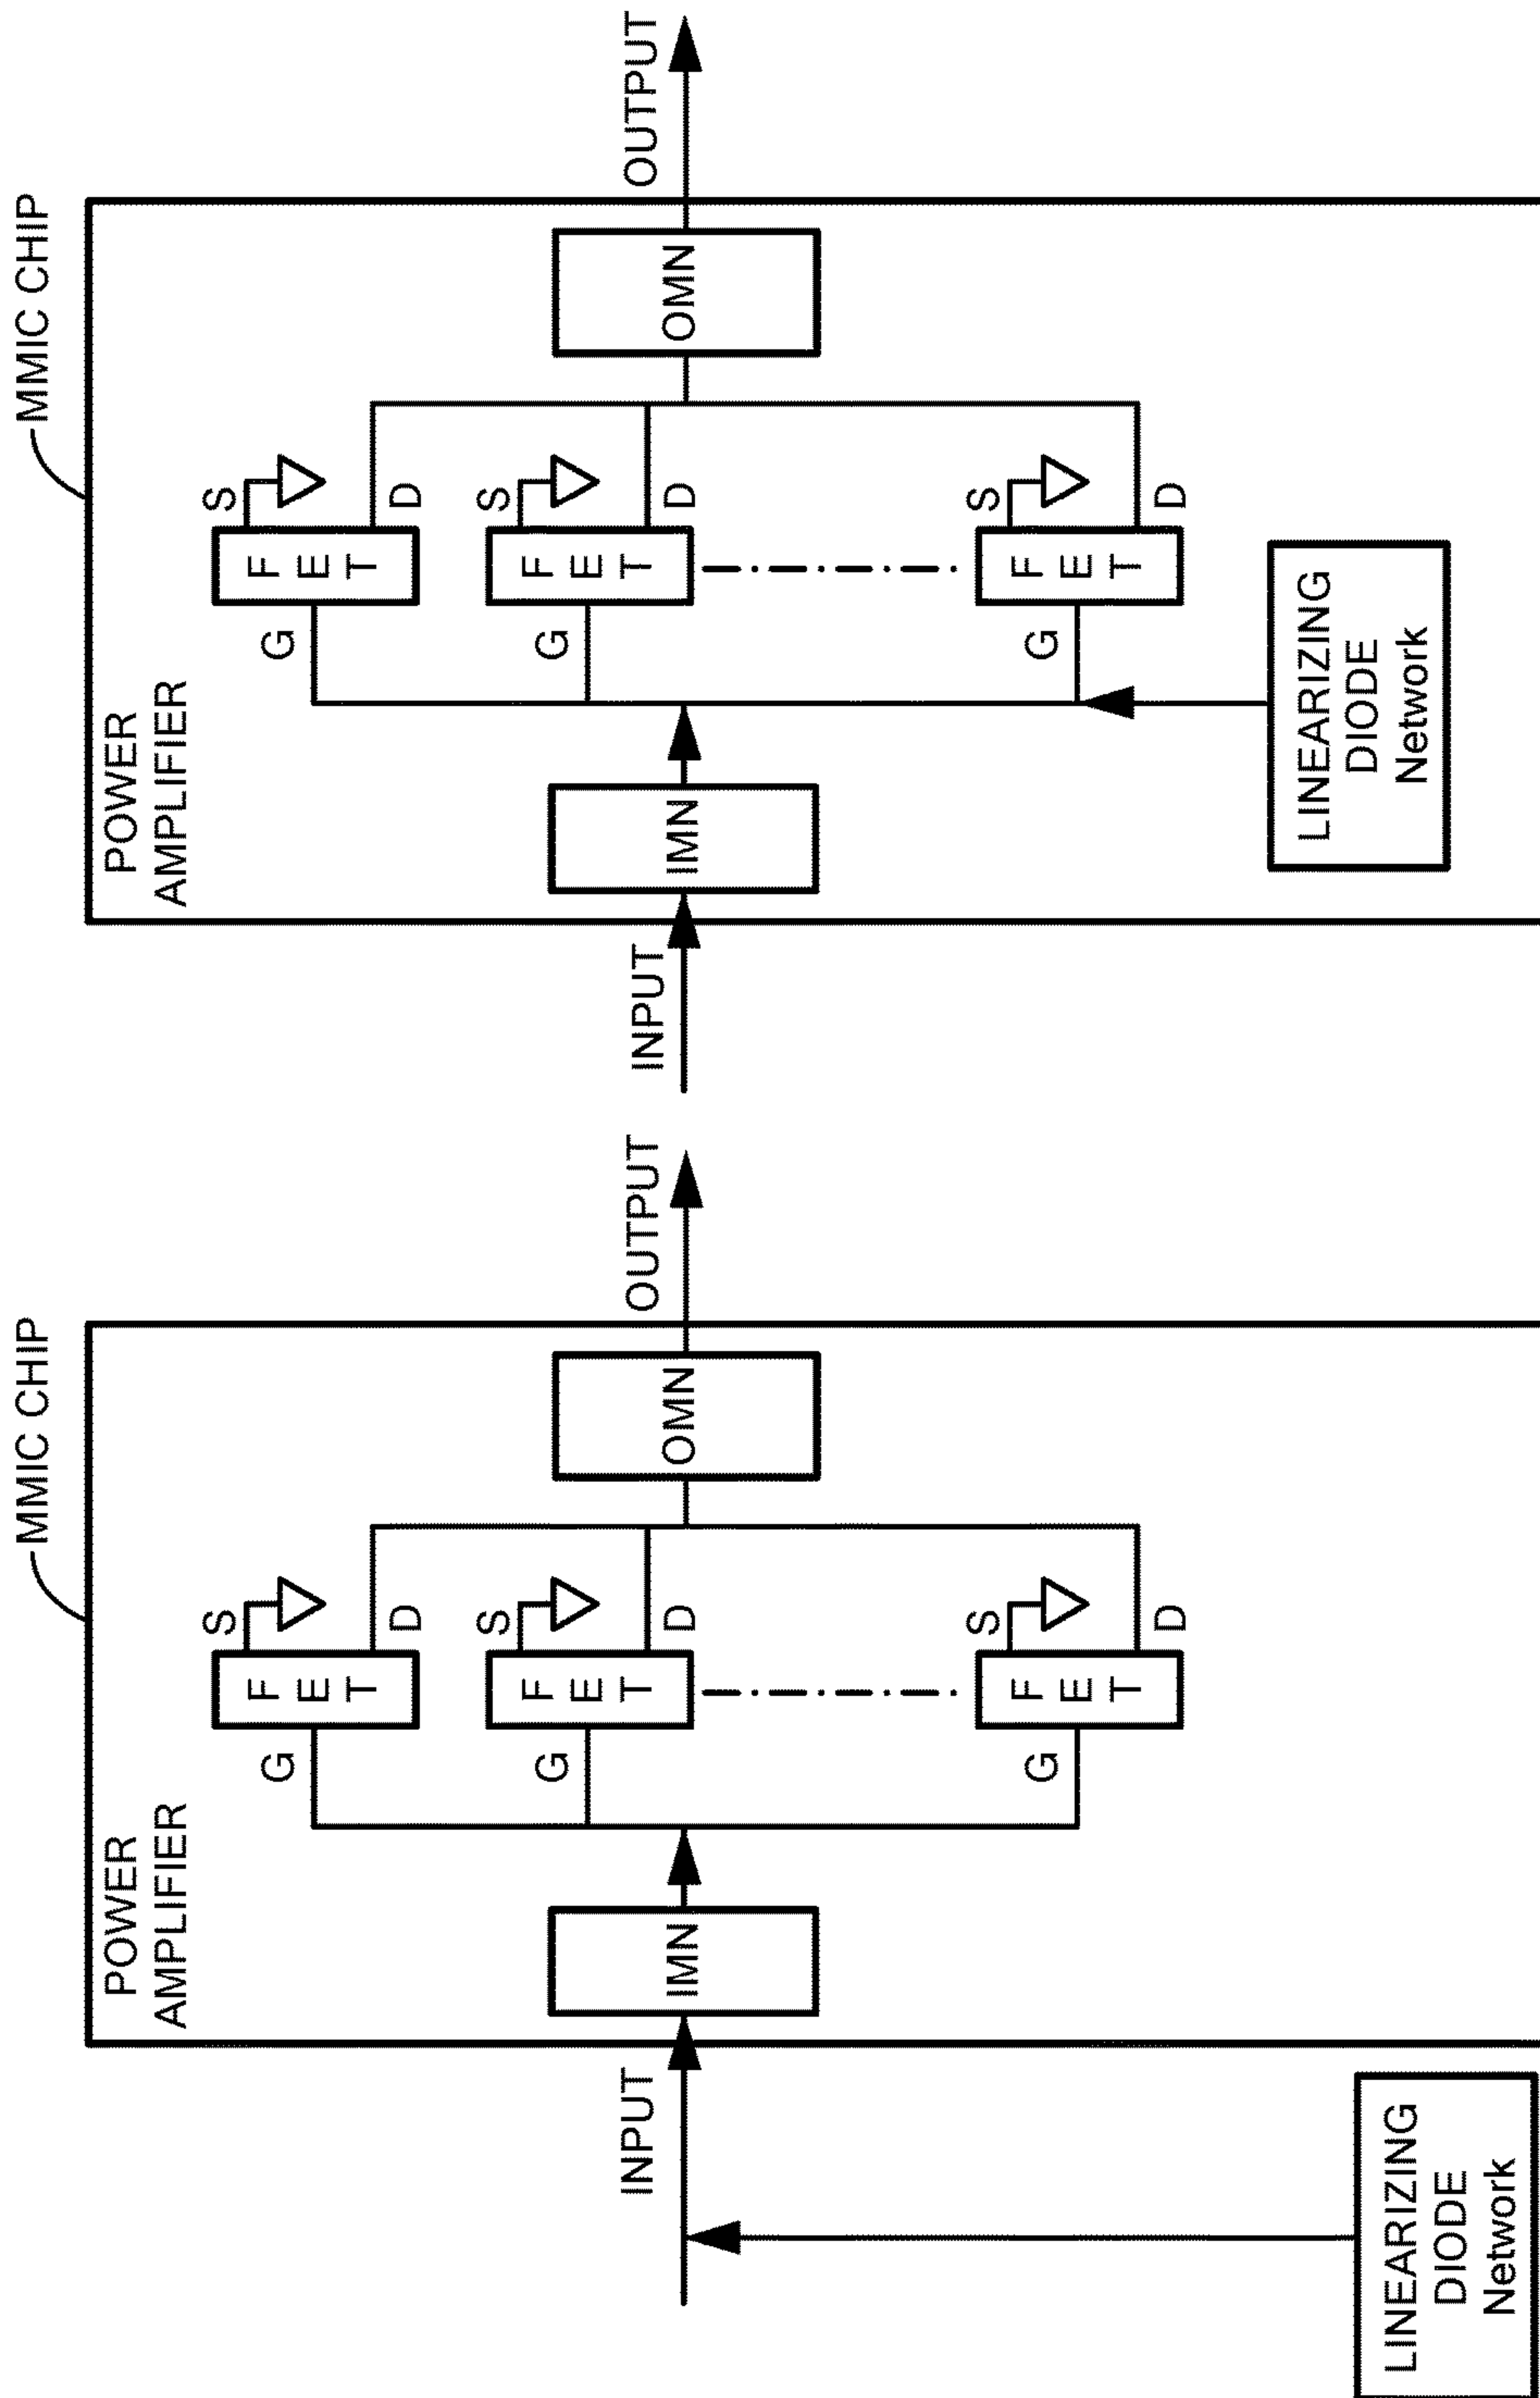 MMIC CHIP
POWER
AMPLIFIER
S
F
E
T
G
D
S
F
E
T
G
D
INPUT
IMN
OMN
OUTPUT
S
F
E
T
G
D
LINEARIZING
DIODE
Network
MMIC CHIP
POWER
AMPLIFIER
S
F
E
T
G
D
S
F
E
T
G
D
INPUT
IMN
OMN
OUTPUT
S
F
E
T
G
D
LINEARIZING
DIODE
Network